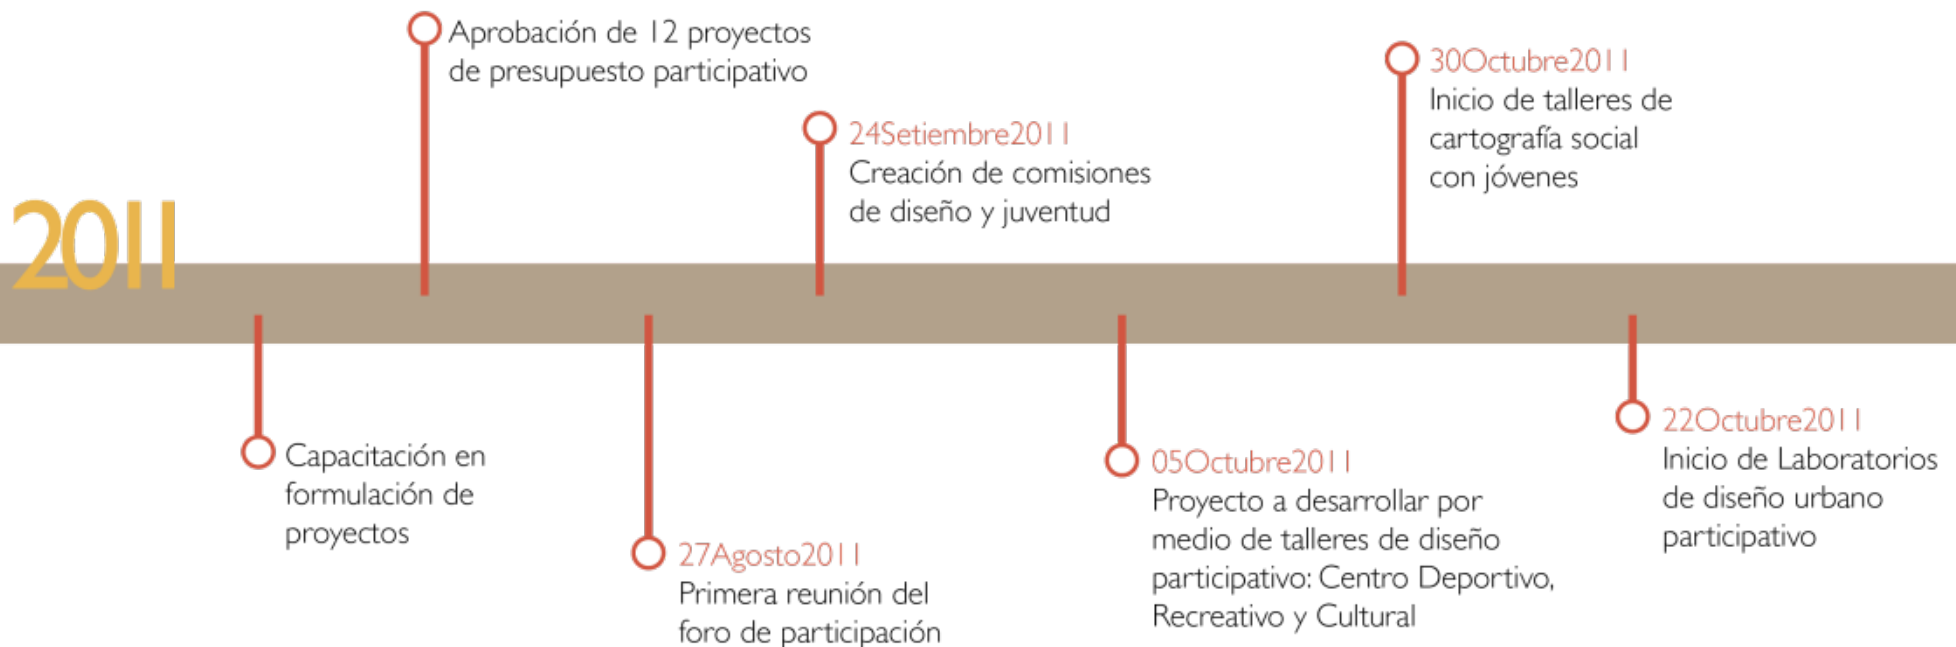 2011
Capacitación en
formulación de
proyectos
Aprobación de 12 proyectos
de presupuesto participativo
27Agosto2011
Primera reunión del
foro de participación
24Setiembre2011
Creación de comisiones
de diseño y juventud
05Octubre2011
Proyecto a desarrollar por
medio de talleres de diseño
participativo: Centro Deportivo,
Recreativo y Cultural
30Octubre2011
Inicio de talleres de
cartografía social
con jóvenes
22Octubre2011
Inicio de Laboratorios
de diseño urbano
participativo